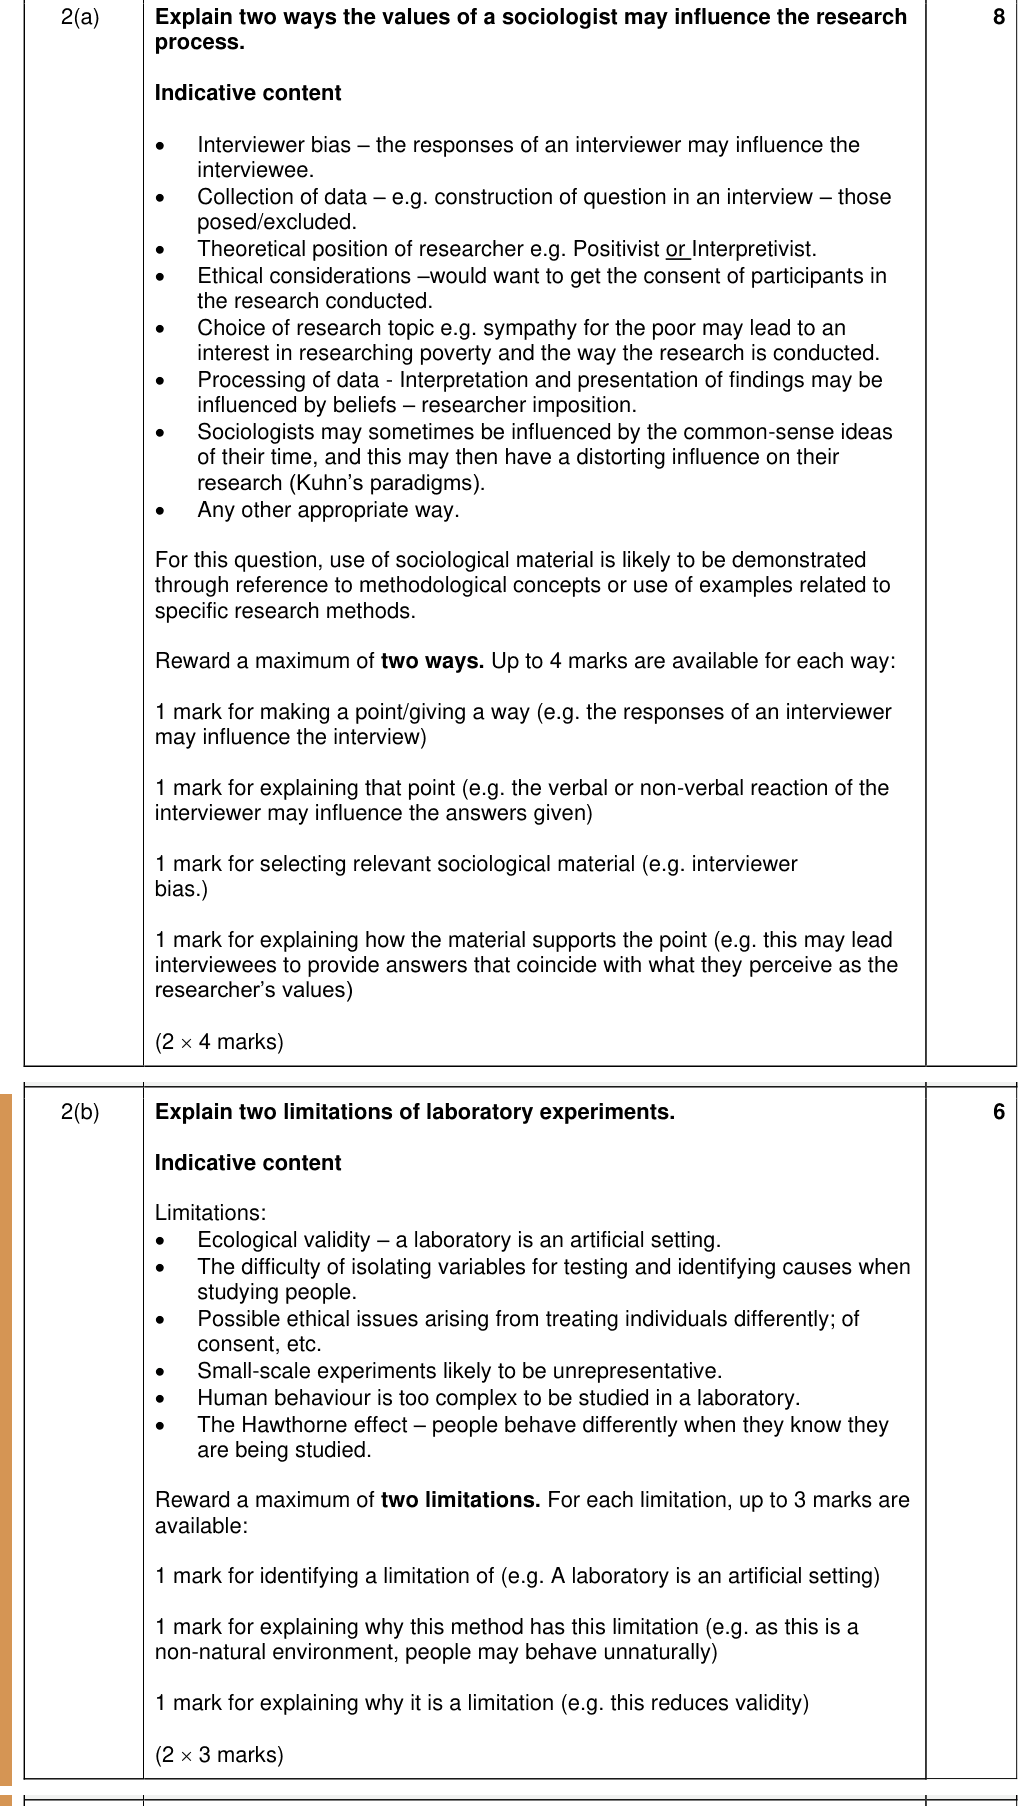 2(a) Explain two ways the values of a sociologist may influence the research 8
process.
Indicative content
• Interviewer bias – the responses of an interviewer may influence the
interviewee.
• Collection of data – e.g. construction of question in an interview – those
posed/excluded.
• Theoretical position of researcher e.g. Positivist or Interpretivist.
• Ethical considerations –would want to get the consent of participants in
the research conducted.
• Choice of research topic e.g. sympathy for the poor may lead to an
interest in researching poverty and the way the research is conducted.
• Processing of data - Interpretation and presentation of findings may be
influenced by beliefs – researcher imposition.
• Sociologists may sometimes be influenced by the common-sense ideas
of their time, and this may then have a distorting influence on their
research (Kuhn’s paradigms).
• Any other appropriate way.
For this question, use of sociological material is likely to be demonstrated
through reference to methodological concepts or use of examples related to
specific research methods.
Reward a maximum of two ways. Up to 4 marks are available for each way:
1 mark for making a point/giving a way (e.g. the responses of an interviewer
may influence the interview)
1 mark for explaining that point (e.g. the verbal or non-verbal reaction of the
interviewer may influence the answers given)
1 mark for selecting relevant sociological material (e.g. interviewer
bias.)
1 mark for explaining how the material supports the point (e.g. this may lead
interviewees to provide answers that coincide with what they perceive as the
researcher’s values)
(2 × 4 marks)
2(b) Explain two limitations of laboratory experiments. 6
Indicative content
Limitations:
• Ecological validity – a laboratory is an artificial setting.
• The difficulty of isolating variables for testing and identifying causes when
studying people.
• Possible ethical issues arising from treating individuals differently; of
consent, etc.
• Small-scale experiments likely to be unrepresentative.
• Human behaviour is too complex to be studied in a laboratory.
• The Hawthorne effect – people behave differently when they know they
are being studied.
Reward a maximum of two limitations. For each limitation, up to 3 marks are
available:
1 mark for identifying a limitation of (e.g. A laboratory is an artificial setting)
1 mark for explaining why this method has this limitation (e.g. as this is a
non-natural environment, people may behave unnaturally)
1 mark for explaining why it is a limitation (e.g. this reduces validity)
(2 × 3 marks)